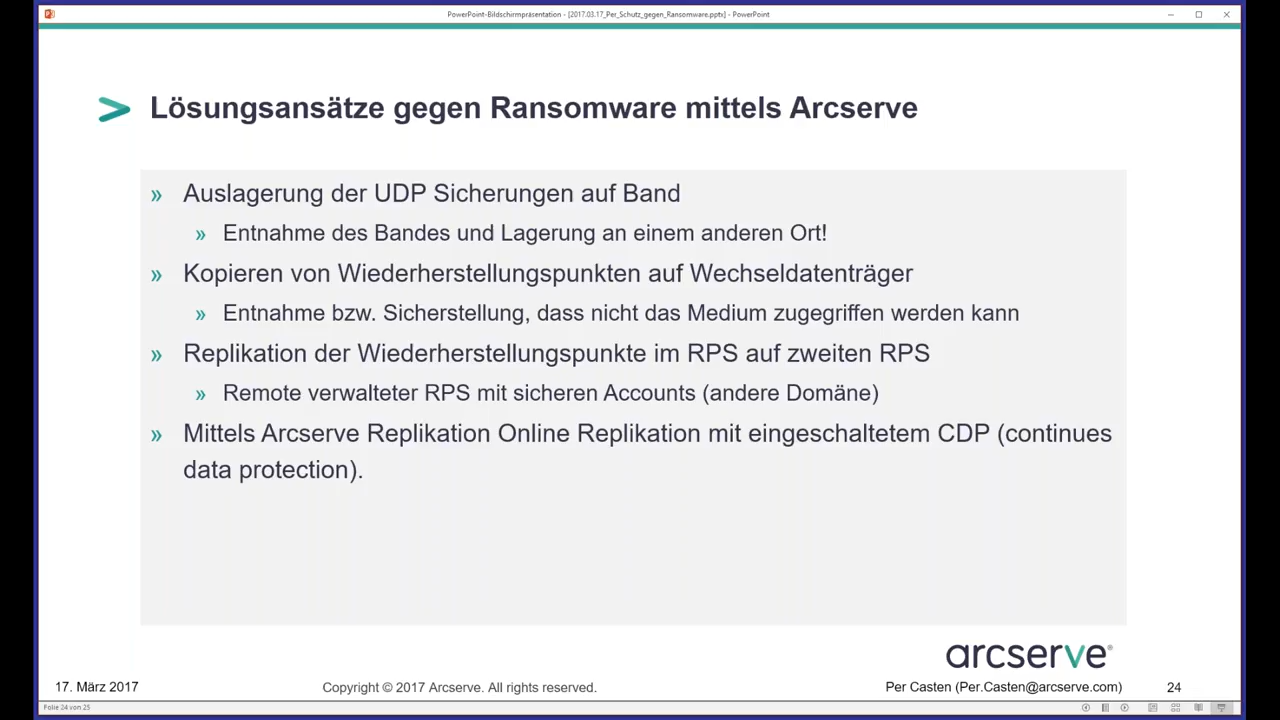 PowerPoint-Bildschirmpräsentation - [2017.03.17_Per_Schutz_gegen_Ransomware.pptx] - PowerPoint
Lösungsansätze gegen Ransomware mittels Arcserve
» Auslagerung der UDP Sicherungen auf Band
» Entnahme des Bandes und Lagerung an einem anderen Ort!
» Kopieren von Wiederherstellungspunkten auf Wechseldatenträger
» Entnahme bzw. Sicherstellung, dass nicht das Medium zugegriffen werden kann
» Replikation der Wiederherstellungspunkte im RPS auf zweiten RPS
» Remote verwalteter RPS mit sicheren Accounts (andere Domäne)
» Mittels Arcserve Replikation Online Replikation mit eingeschaltetem CDP (continues
data protection).
arcserve®
17. März 2017 Copyright © 2017 Arcserve. All rights reserved. Per Casten (Per.Casten@arcserve.com) 24
Folie 24 von 25